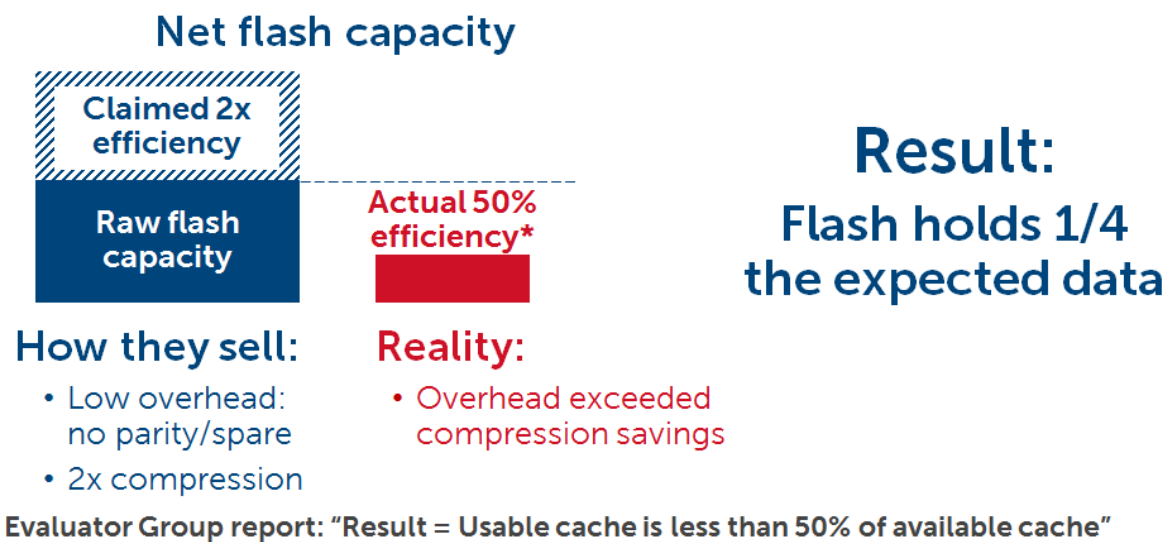 Net flash capacity
Claimed 2x
efficiency
Raw flash
capacity
Actual 50%
efficiency*
Result:
Flash holds 1/4
the expected data
How they sell:
• Low overhead:
no parity/spare
• 2x compression
Reality:
• Overhead exceeded
compression savings
Evaluator Group report: “Result = Usable cache is less than 50% of available cache”